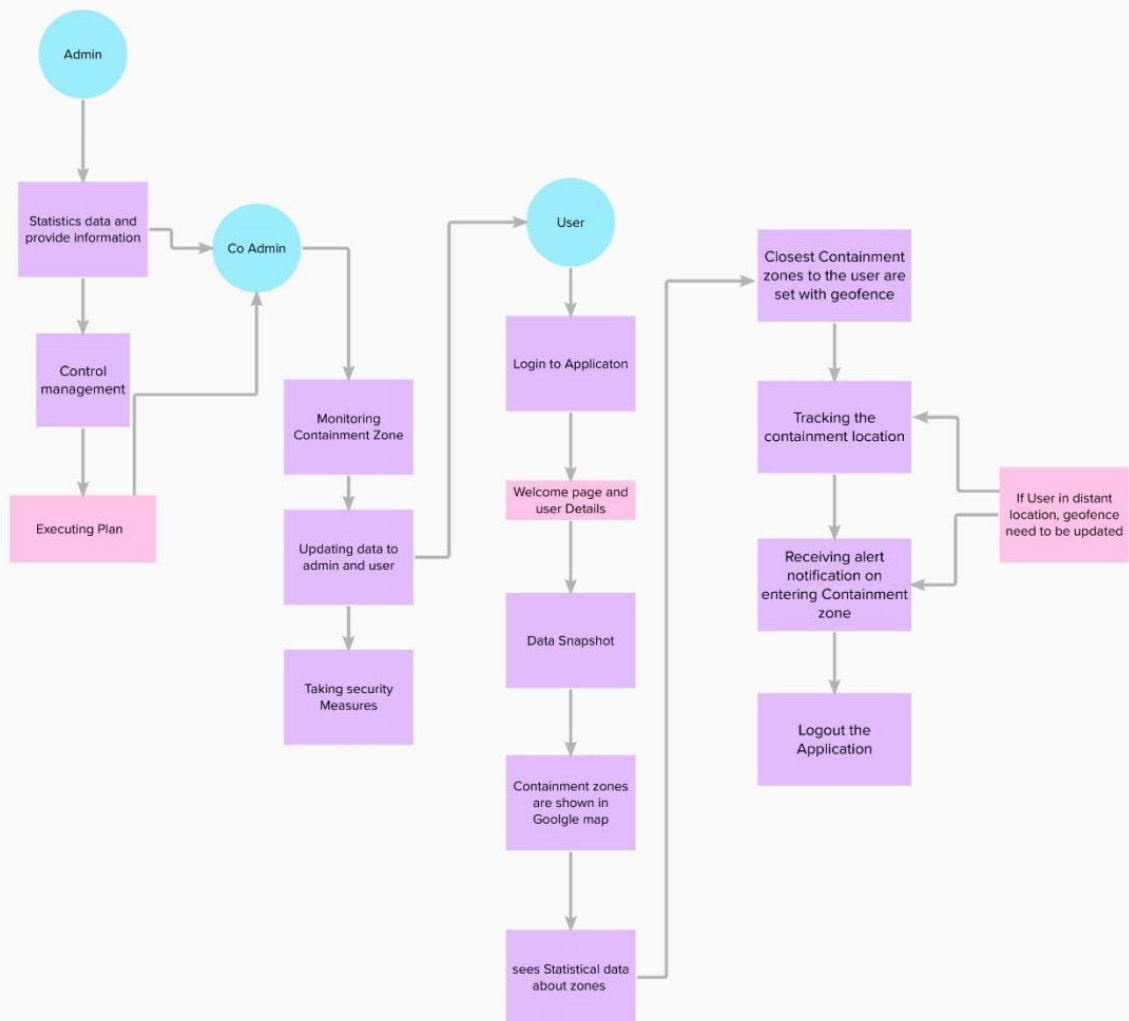 Admin
Statistics data and
provide information
Control
management
Executing Plan
Co Admin
Monitoring
Containment Zone
Updating data to
admin and user
Taking security
Measures
User
Login to Applicaton
Welcome page and
user Details
Data Snapshot
Containment zones
are shown in
Goolgle map
sees Statistical data
about zones
Closest Containment
zones to the user are
set with geofence
Tracking the
containment location
Receiving alert
notification on
entering Containment
zone
Logout the
Application
If User in distant
location, geofence
need to be updated